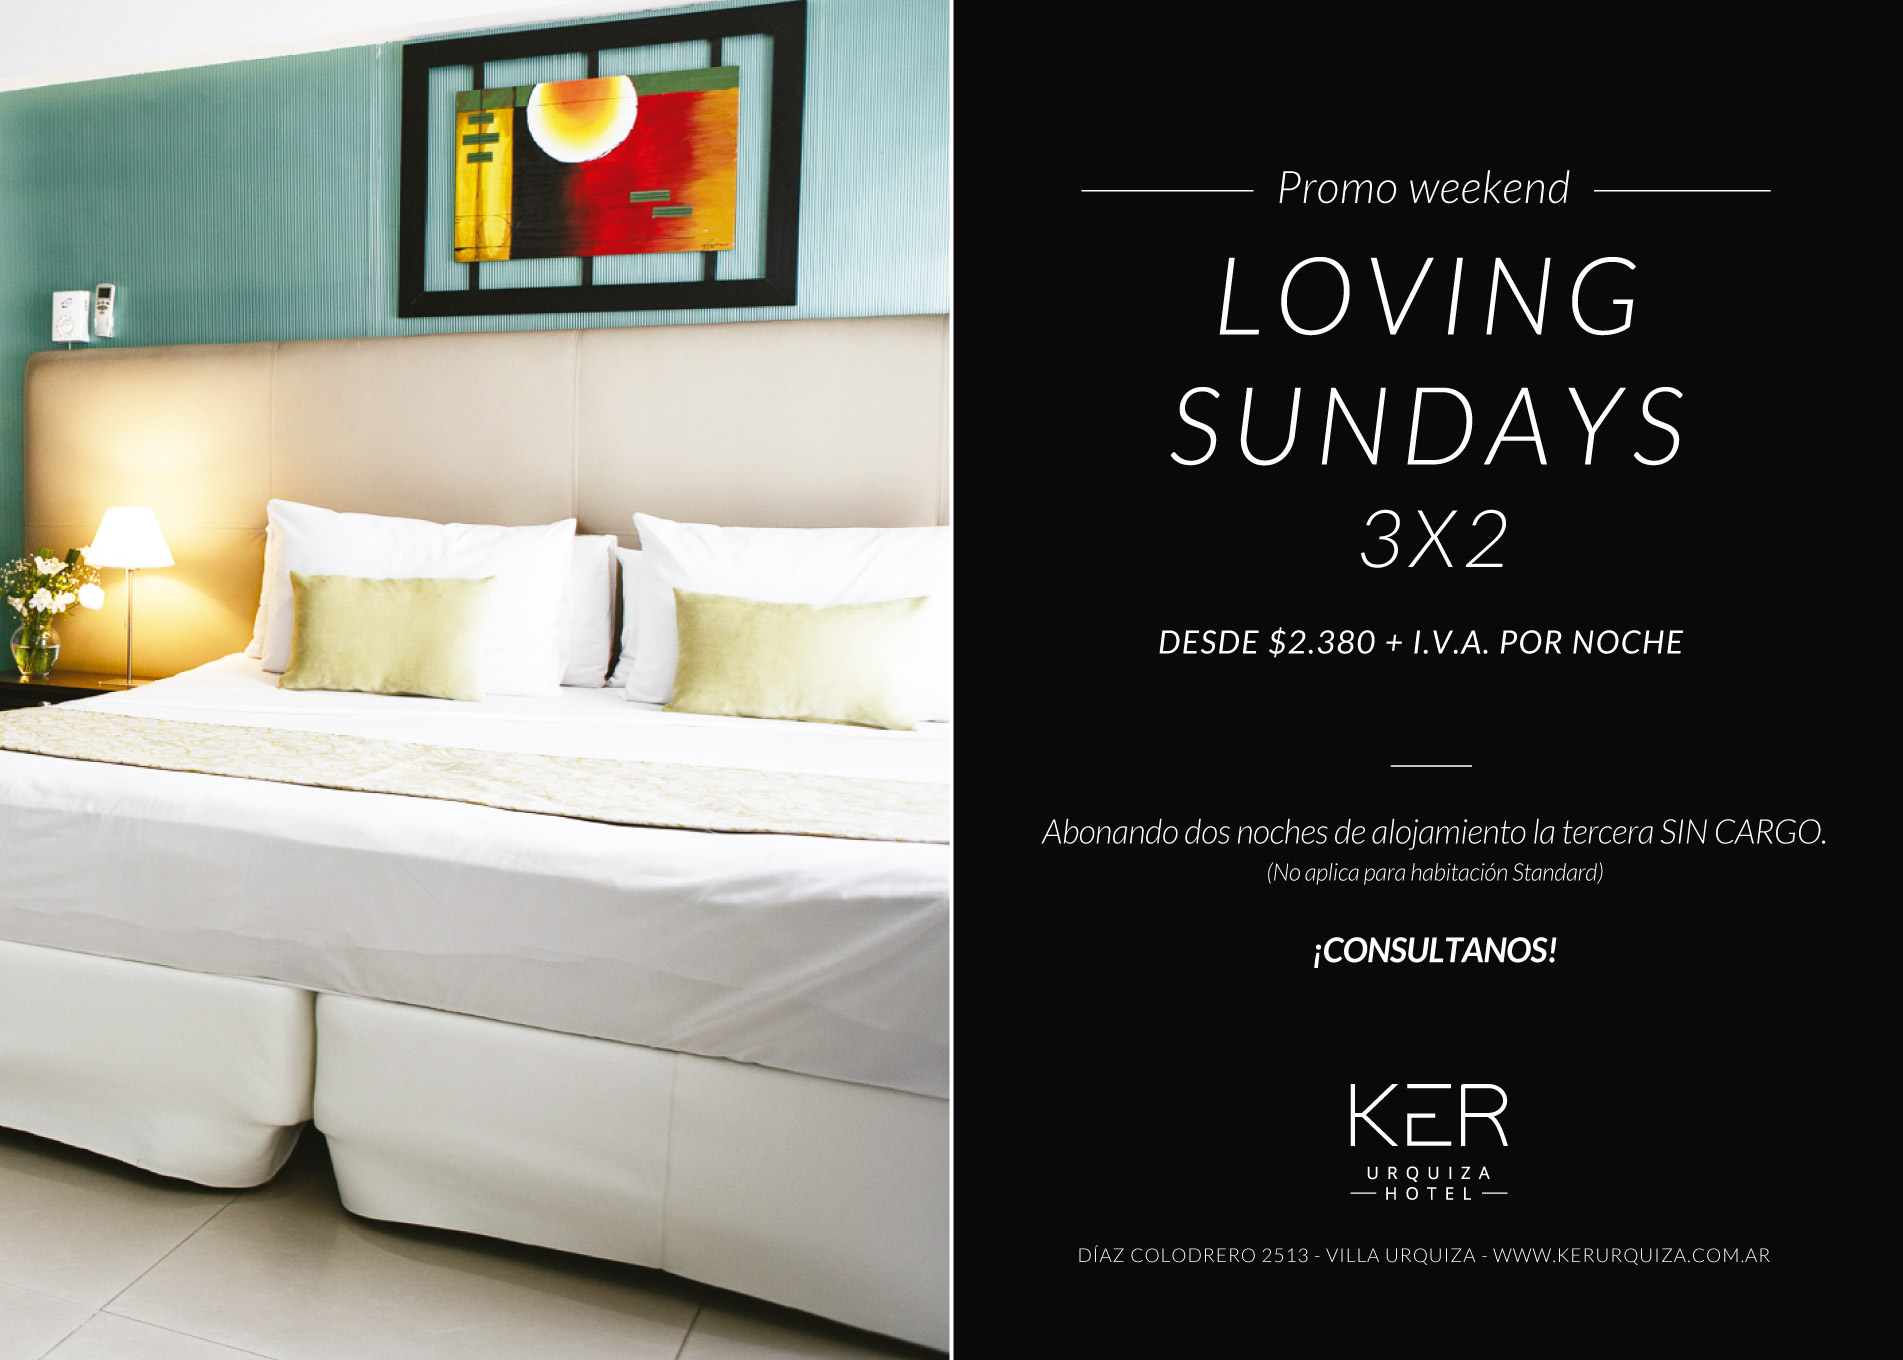 Promo weekend
LOVING
SUNDAYS
3X2
DESDE $2.380 + I.V.A. POR NOCHE
Abonando dos noches de alojamiento la tercera SIN CARGO.
(No aplica para habitación Standard)
¡CONSULTANOS!
KER
URQUIZA
HOTEL
DÍAZ COLODRERO 2513 - VILLA URQUIZA - WWW.KERURQUIZA.COM.AR